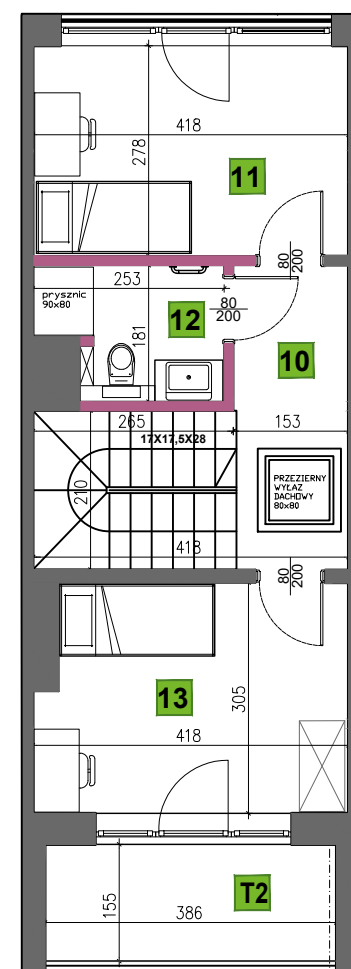 418
278
11
80
200
253
prysznic
90x80
181
12
80
200
10
265
153
17X17,5X28
210
PRZEZIERNY
WYŁAZ
DACHOWY
80x80
418
80
200
13
305
418
155
386
T2